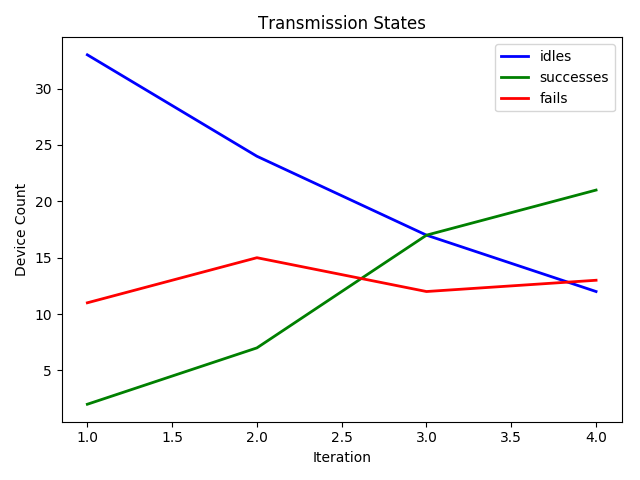 Transmission States
idles
successes
fails
Device Count
30
25
20
15
10
5
1.0 1.5 2.0 2.5 3.0 3.5 4.0
Iteration